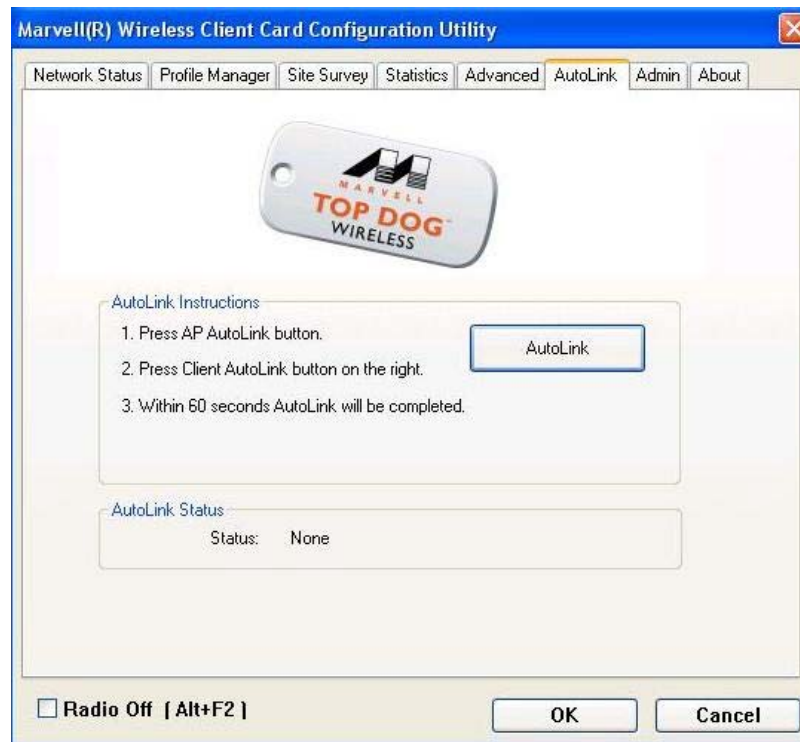 Marvell(R) Wireless Client Card Configuration Utility
Network Status Profile Manager Site Survey Statistics Advanced AutoLink Admin About
MARVELL
TOP DOG™
WIRELESS
AutoLink Instructions
1. Press AP AutoLink button.
AutoLink
2. Press Client AutoLink button on the right.
3. Within 60 seconds AutoLink will be completed.
AutoLink Status
Status: None
Radio Off [ Alt+F2 ]
OK
Cancel